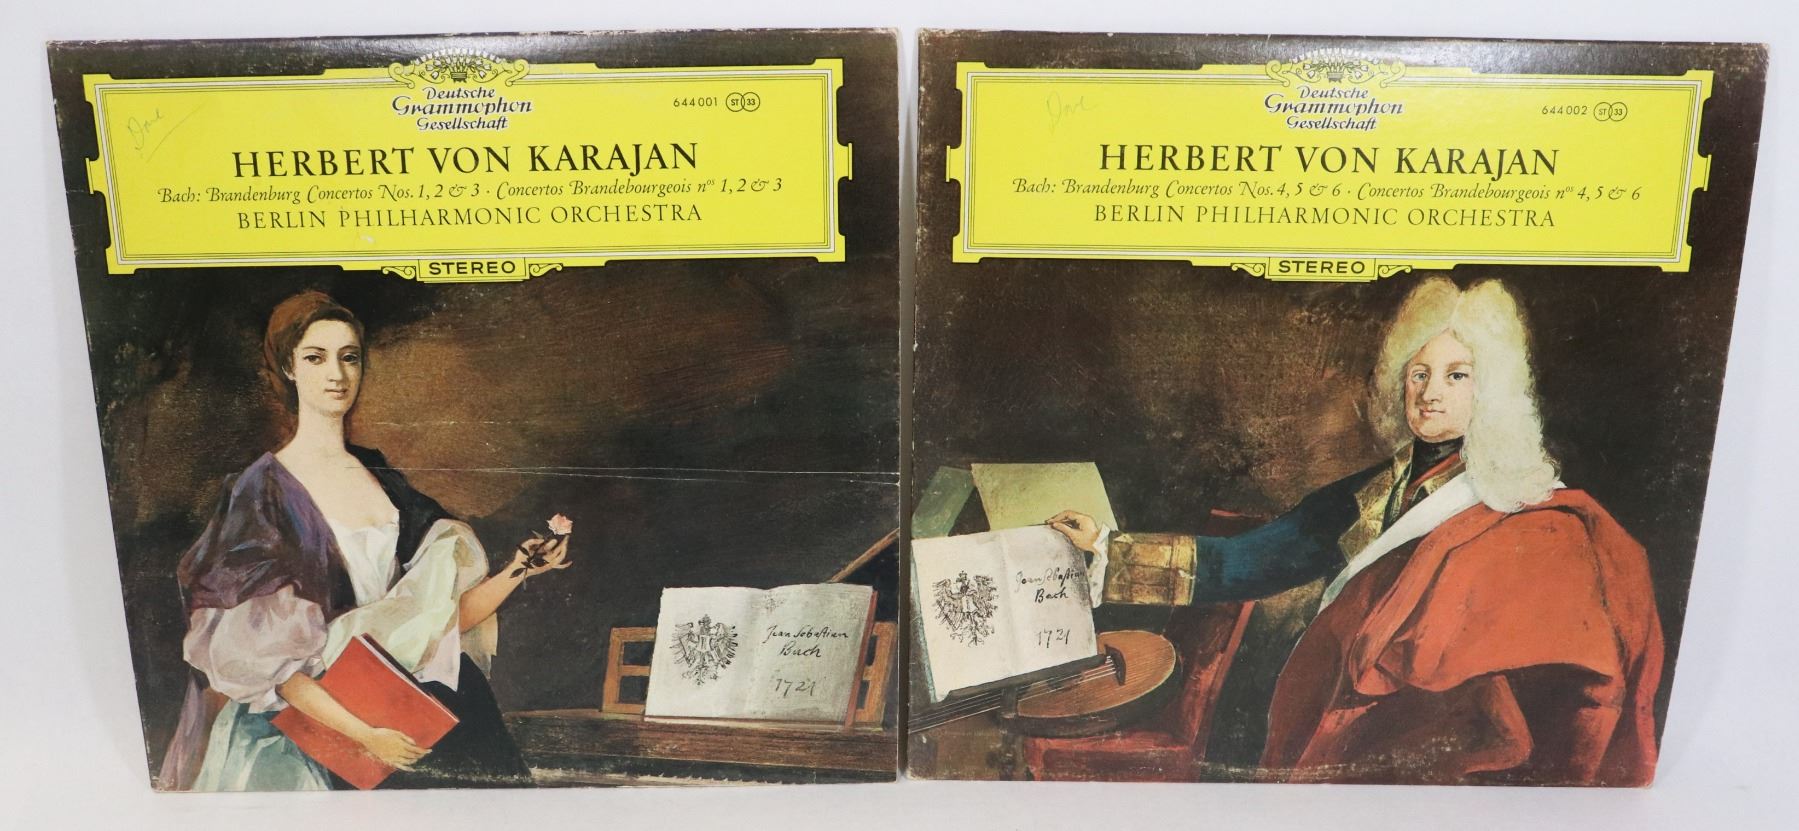 Dove
Deutsche
Grammophon
Gesellschaft
644 001 ST 33
HERBERT VON KARAJAN
Bach: Brandenburg Concertos Nos. 1, 2 & 3 · Concertos Brandebourgeois nos 1, 2 & 3
BERLIN PHILHARMONIC ORCHESTRA
STEREO
Jean Sebastian
Bach
1721
Dove
Deutsche
Grammophon
Gesellschaft
644 002 ST 33
HERBERT VON KARAJAN
Bach: Brandenburg Concertos Nos. 4, 5 & 6 · Concertos Brandebourgeois nos 4, 5 & 6
BERLIN PHILHARMONIC ORCHESTRA
STEREO
Joan Sebastian
Bach
1721